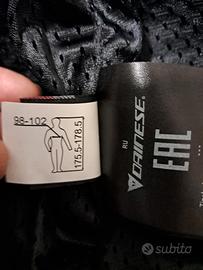 98-102
175.5-178.5
RU
DAINESE®
EAC
subito